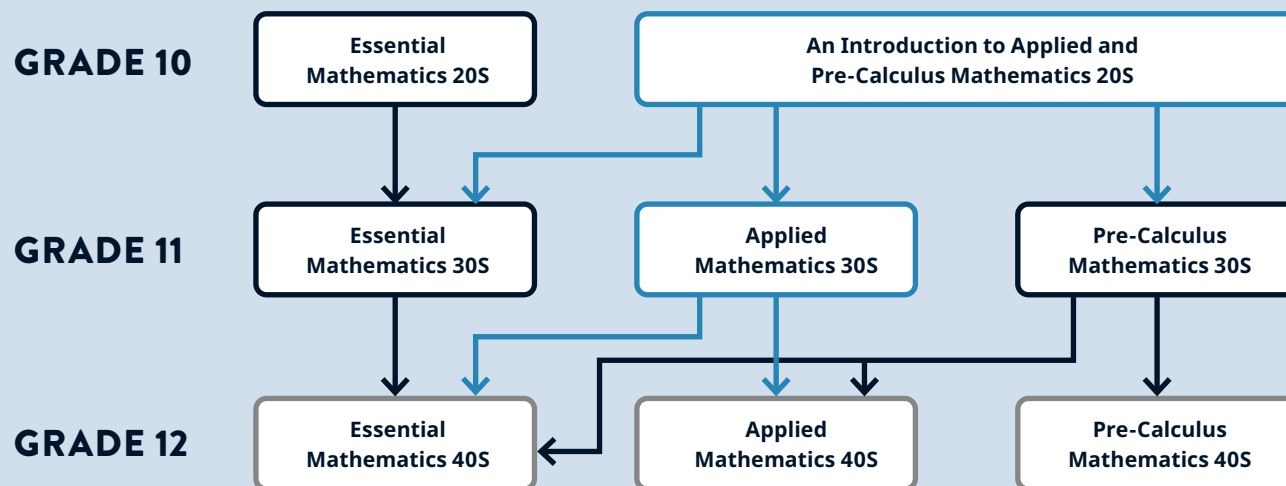 GRADE 10
Essential
Mathematics 20S
An Introduction to Applied and
Pre-Calculus Mathematics 20S
GRADE 11
Essential
Mathematics 30S
Applied
Mathematics 30S
Pre-Calculus
Mathematics 30S
GRADE 12
Essential
Mathematics 40S
Applied
Mathematics 40S
Pre-Calculus
Mathematics 40S